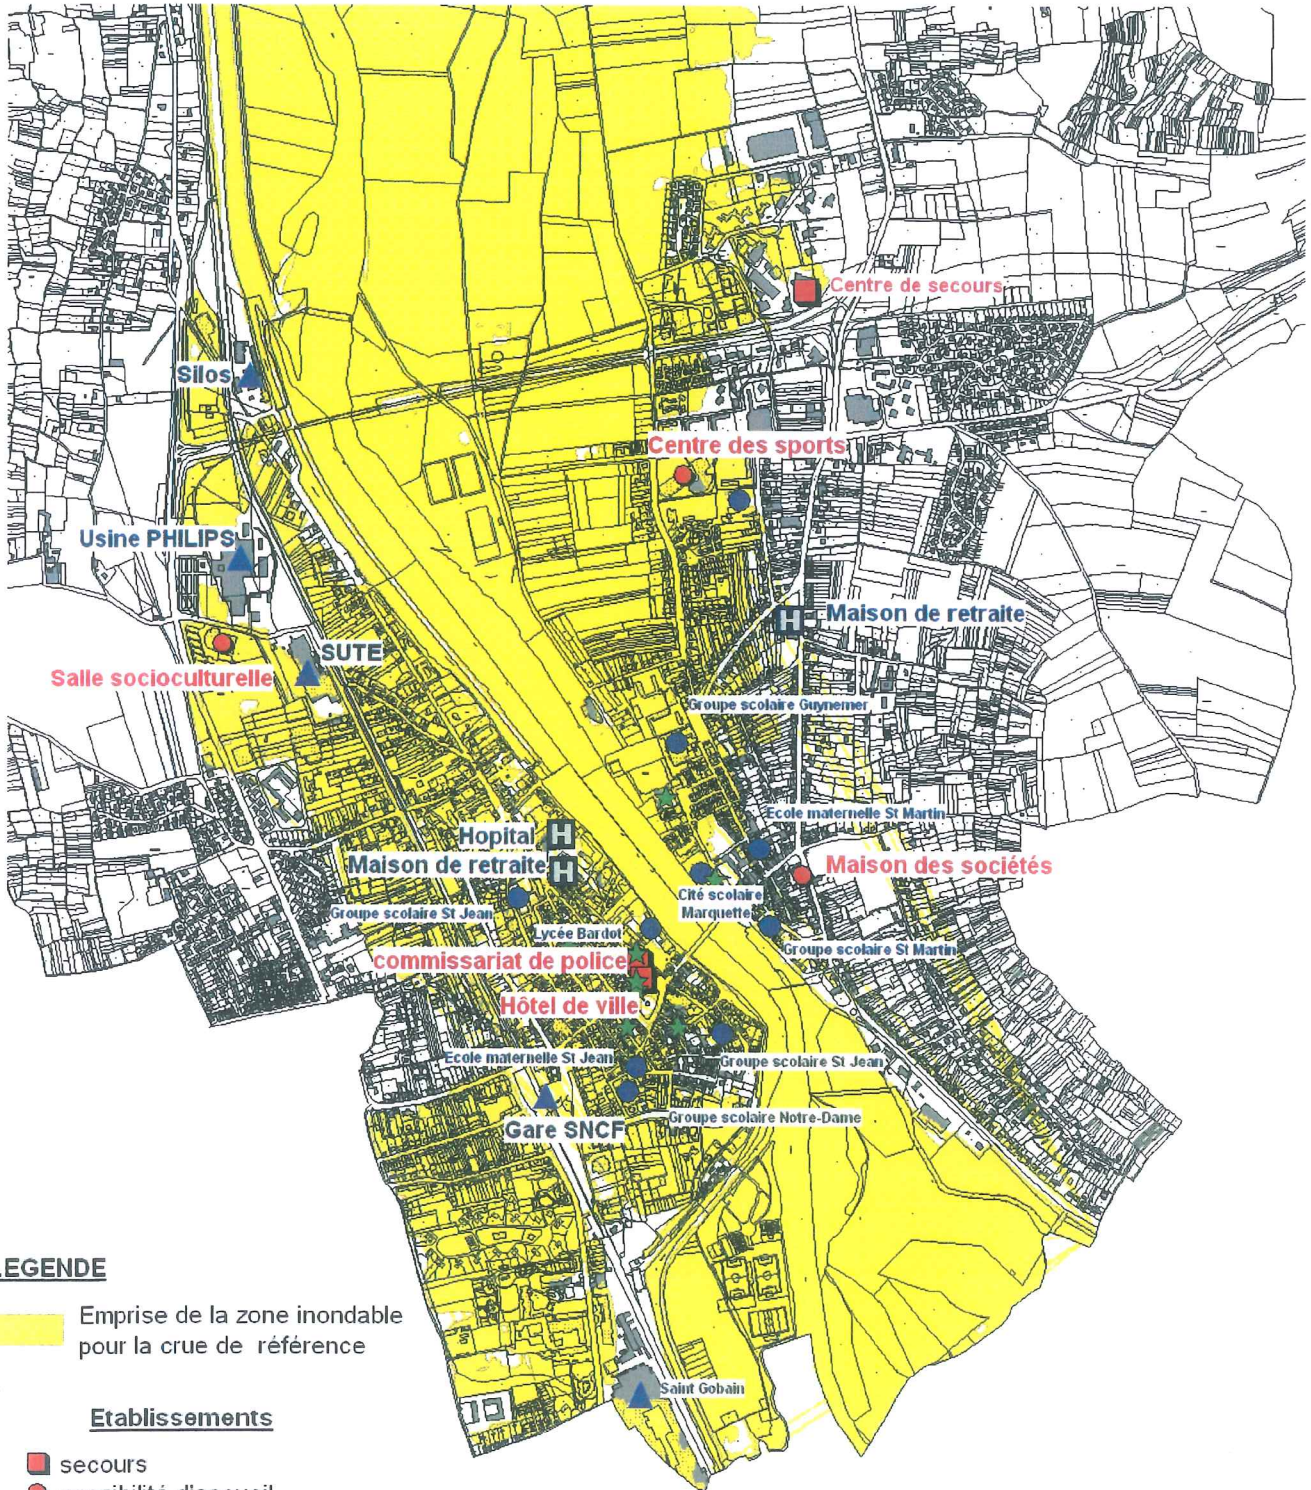 Centre de secours
Silos
Centre des sports
Usine PHILIPS
H Maison de retraite
SUTE
Salle socioculturelle
Groupe scolaire Guynemer
Ecole maternelle St Martin
Hopital H
Maison de retraite H
Maison des sociétés
Cité scolaire
Marquette
Groupe scolaire St Jean
Lycée Bardot
Groupe scolaire St Martin
commissariat de police
Hôtel de ville
Ecole maternelle St Jean
Groupe scolaire St Jean
Groupe scolaire Notre-Dame
Gare SNCF
LEGENDE
Emprise de la zone inondable
pour la crue de référence
Saint Gobain
Etablissements
secours